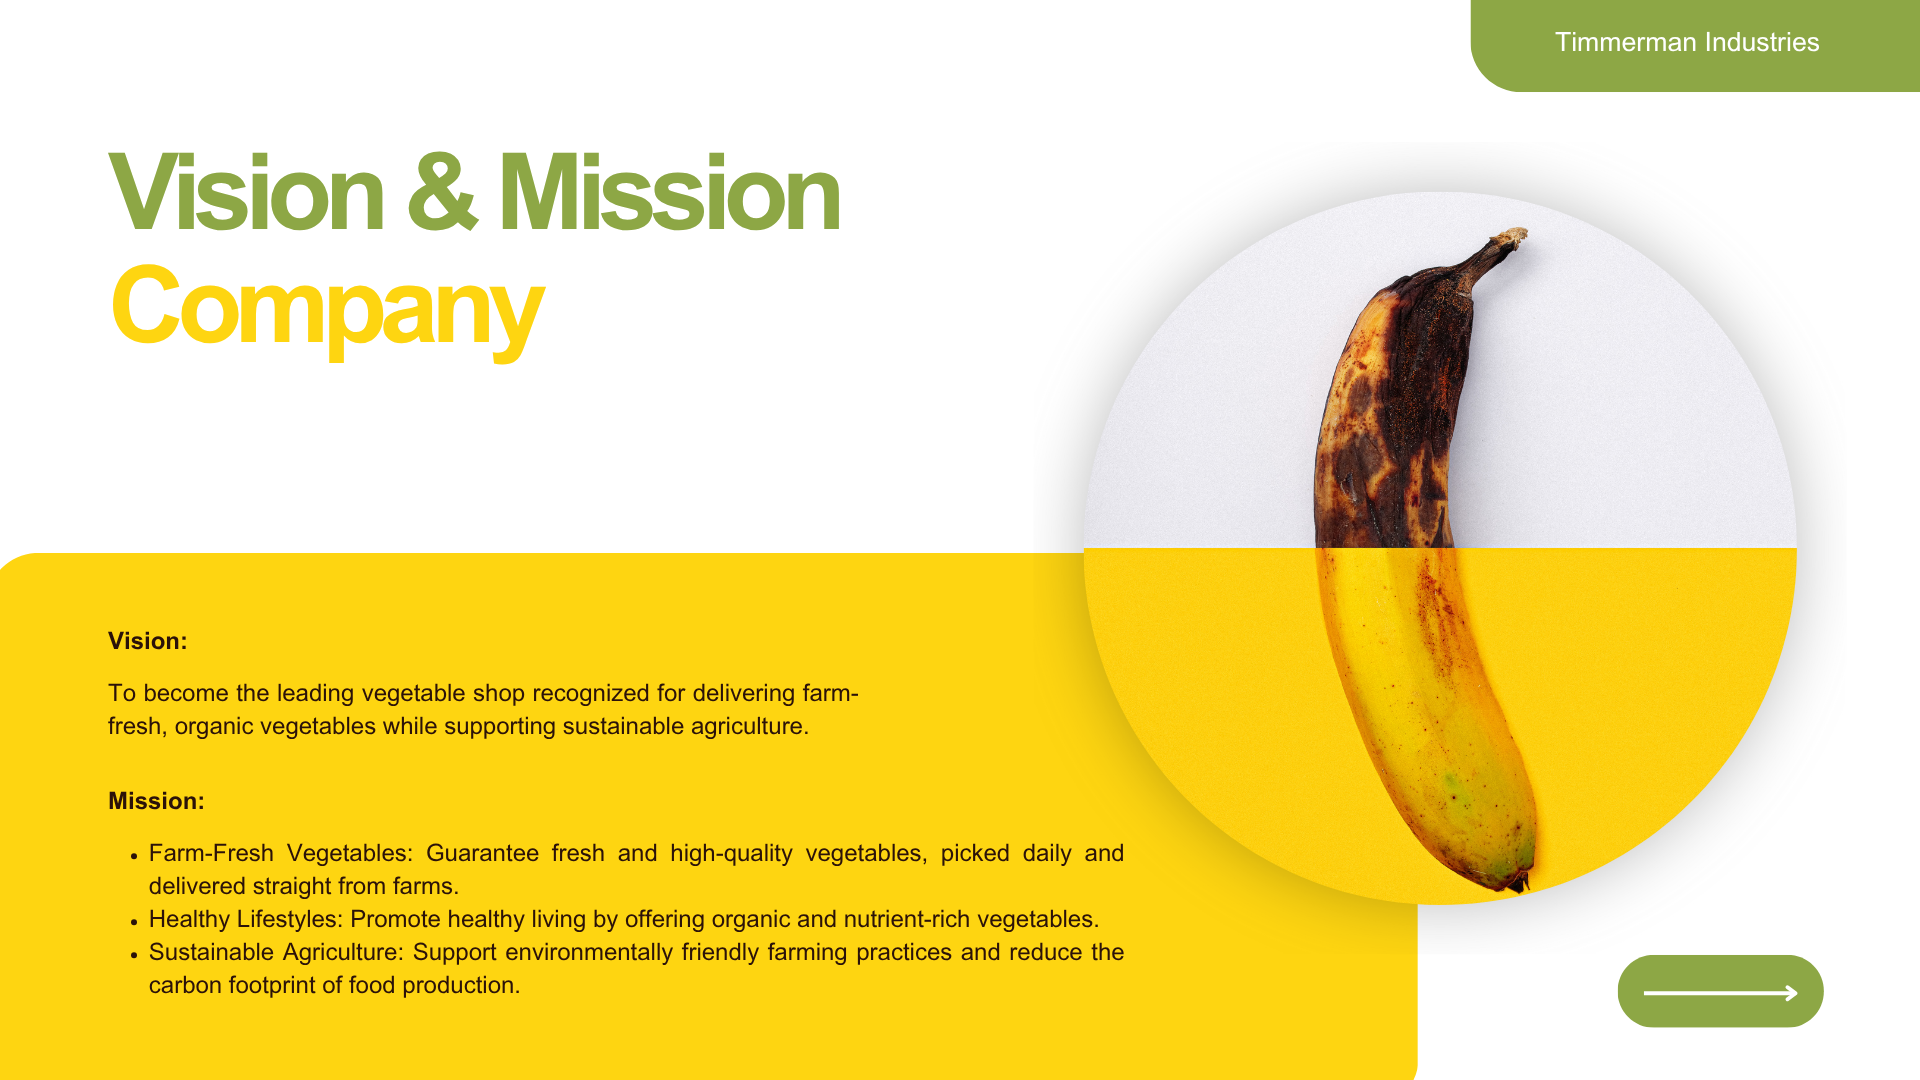 Timmerman Industries
Vision & Mission
Company
Vision:
To become the leading vegetable shop recognized for delivering farm-
fresh, organic vegetables while supporting sustainable agriculture.
Mission:
• Farm-Fresh Vegetables: Guarantee fresh and high-quality vegetables, picked daily and
delivered straight from farms.
• Healthy Lifestyles: Promote healthy living by offering organic and nutrient-rich vegetables.
• Sustainable Agriculture: Support environmentally friendly farming practices and reduce the
carbon footprint of food production.